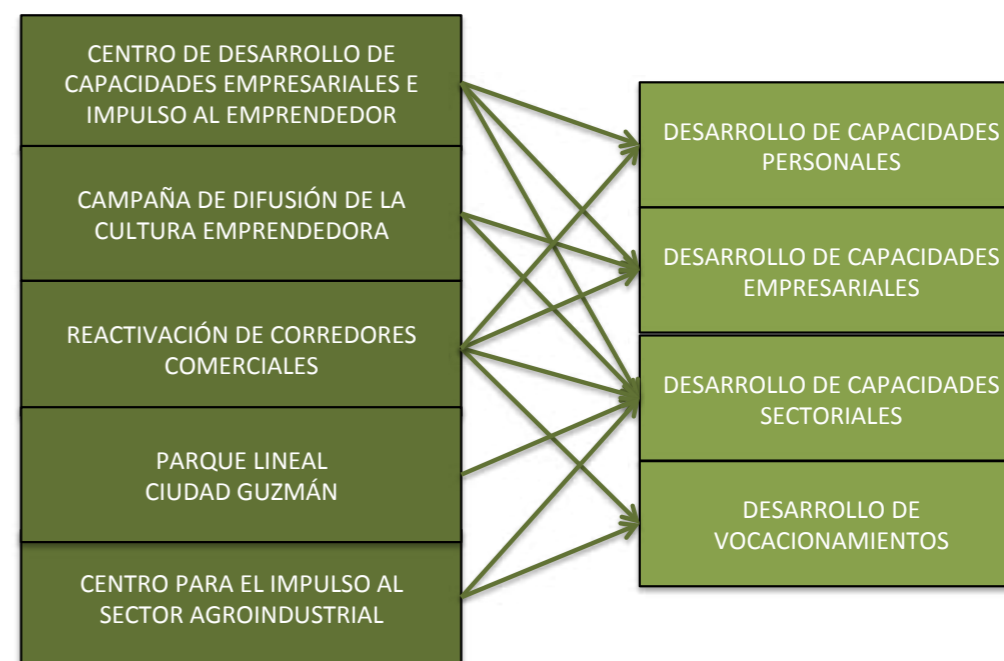 CENTRO DE DESARROLLO DE
CAPACIDADES EMPRESARIALES E
IMPULSO AL EMPRENDEDOR
CAMPAÑA DE DIFUSIÓN DE LA
CULTURA EMPRENDEDORA
REACTIVACIÓN DE CORREDORES
COMERCIALES
PARQUE LINEAL
CIUDAD GUZMÁN
CENTRO PARA EL IMPULSO AL
SECTOR AGROINDUSTRIAL
DESARROLLO DE CAPACIDADES
PERSONALES
DESARROLLO DE CAPACIDADES
EMPRESARIALES
DESARROLLO DE CAPACIDADES
SECTORIALES
DESARROLLO DE
VOCACIONAMIENTOS